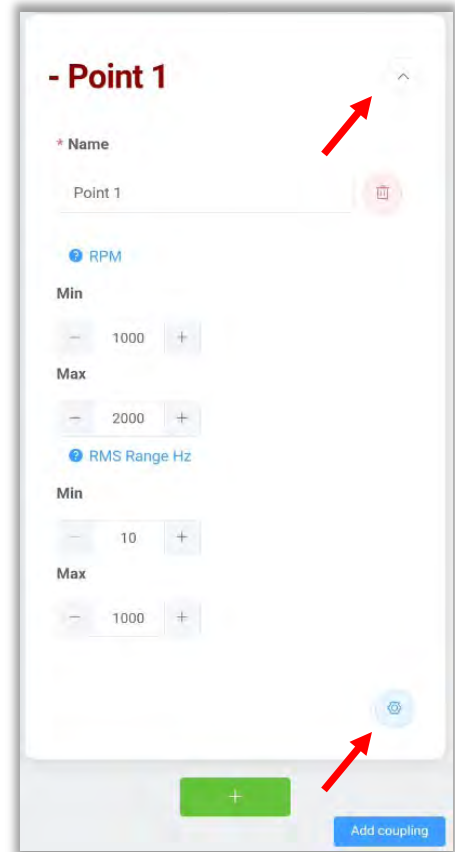 - Point 1
* Name
Point 1
RPM
Min
− 1000 +
Max
− 2000 +
RMS Range Hz
Min
− 10 +
Max
− 1000 +
+
Add coupling